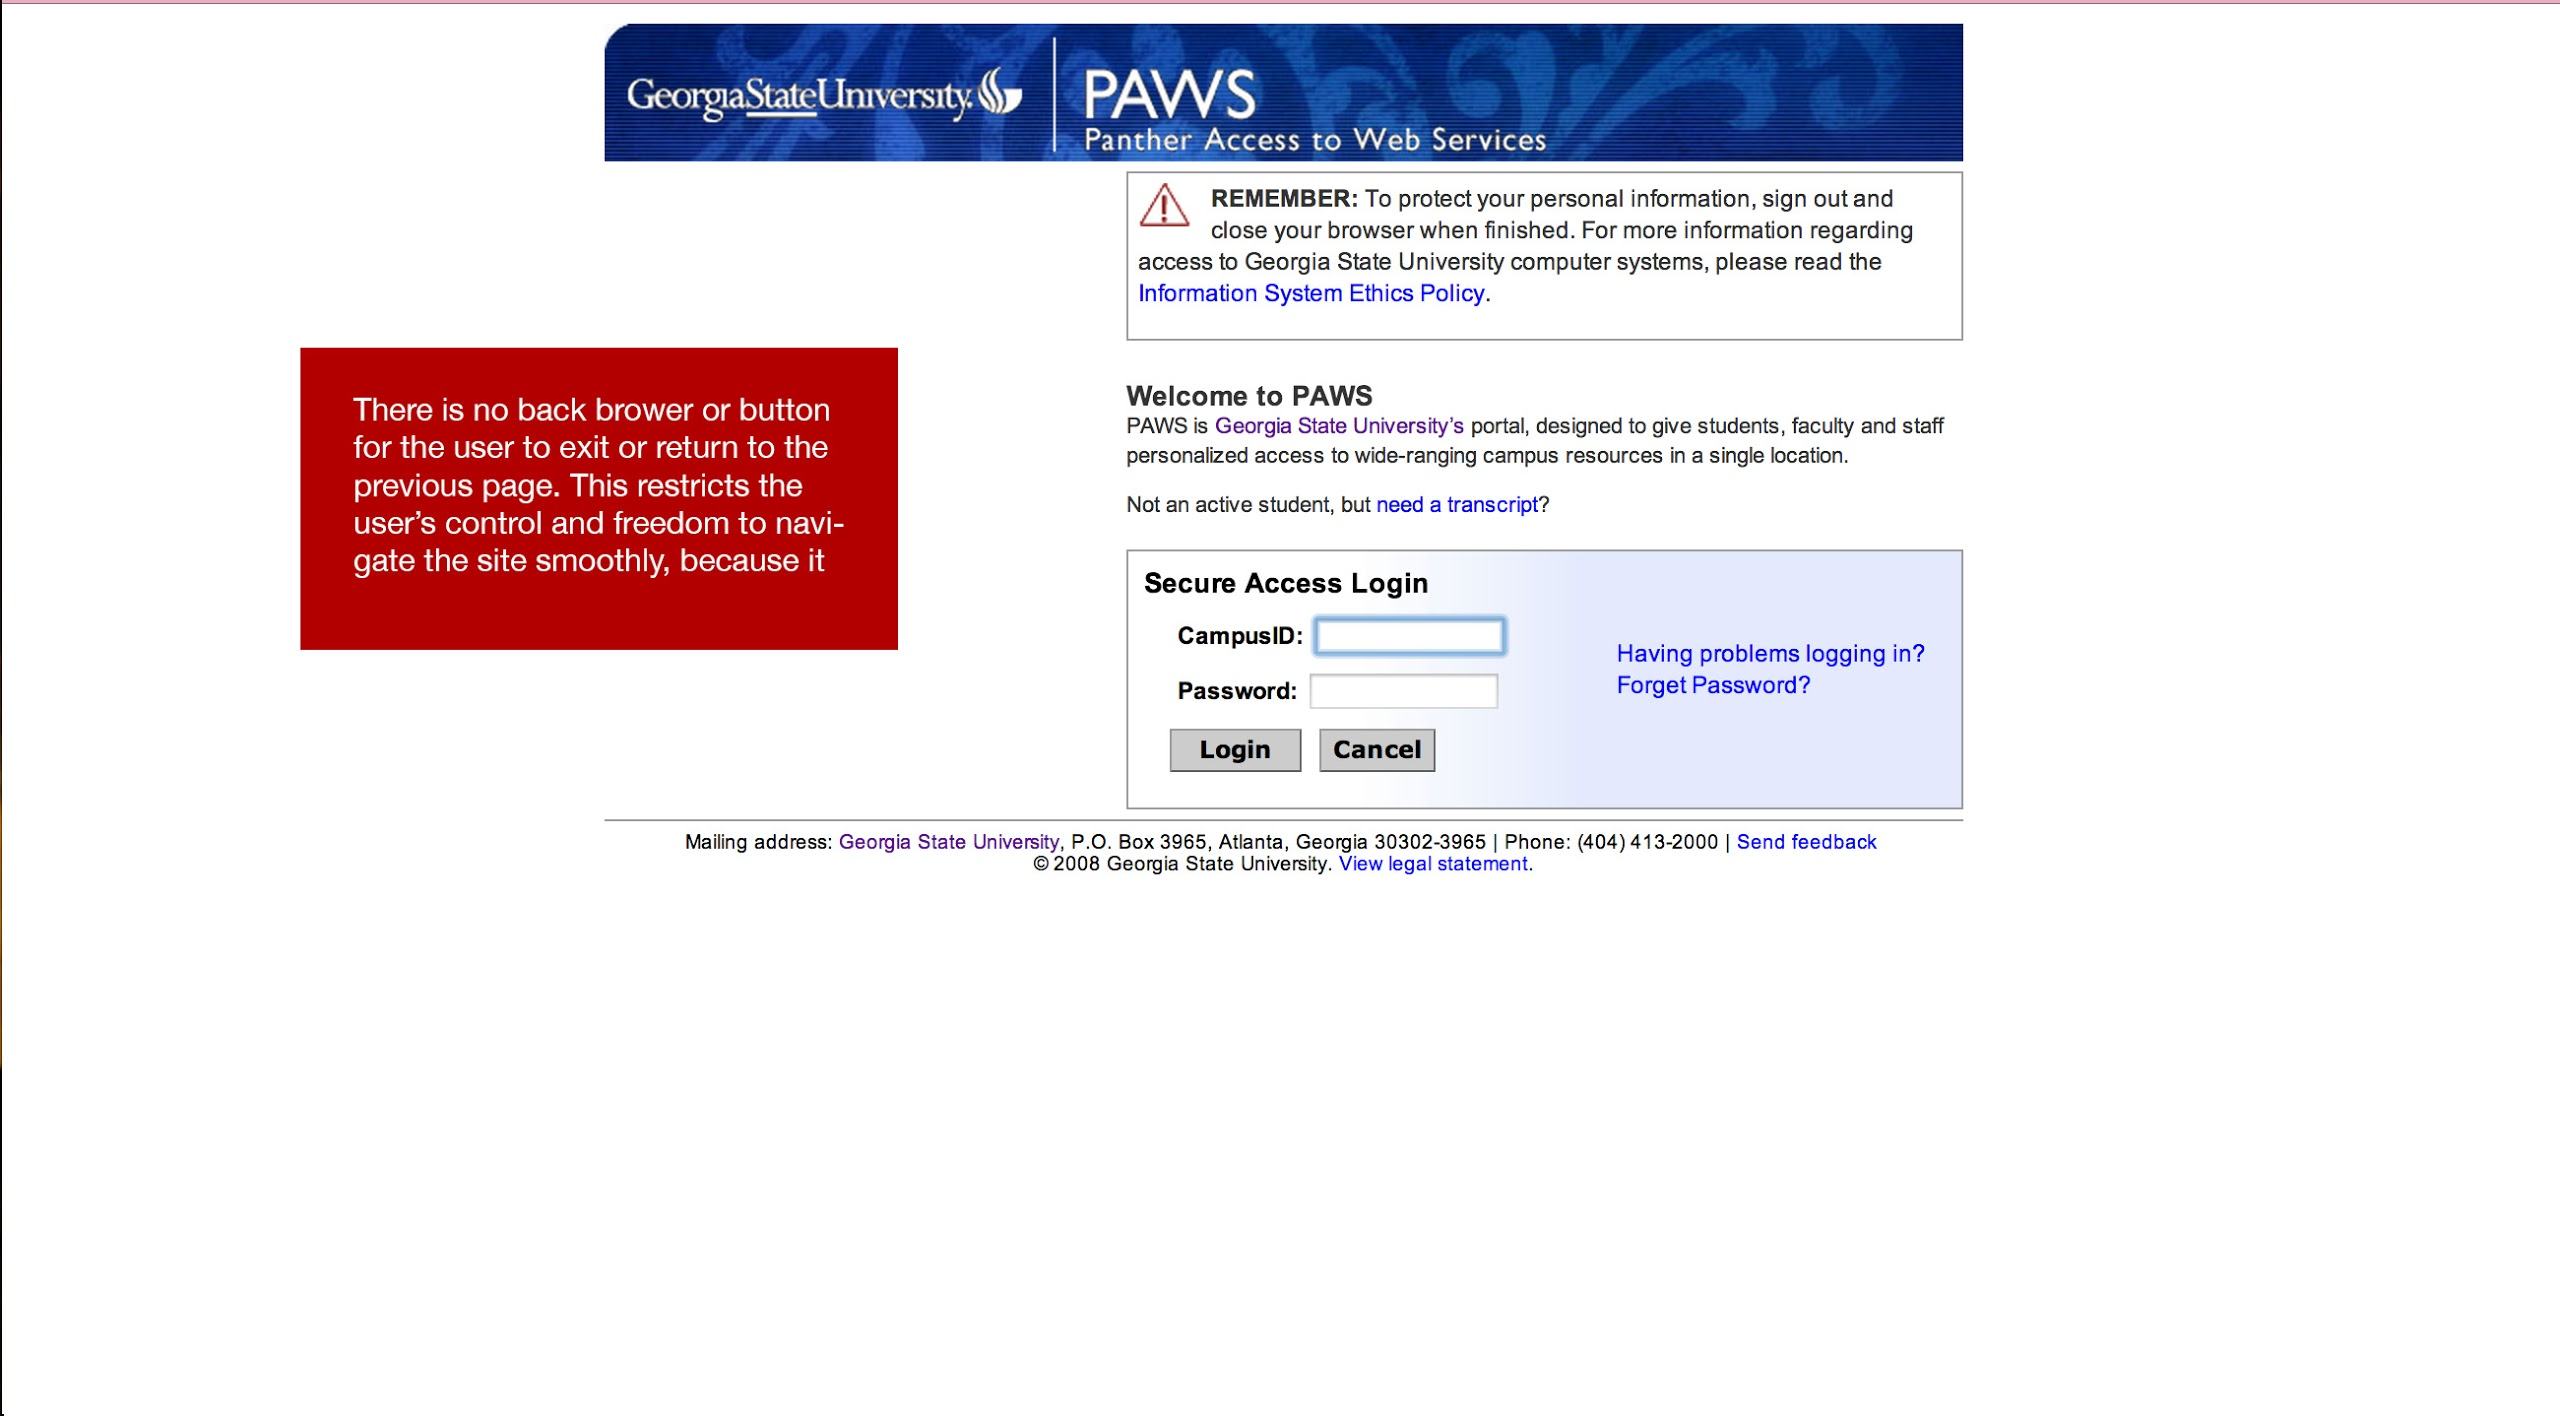 GeorgiaStateUniversity.
PAWS
Panther Access to Web Services
REMEMBER: To protect your personal information, sign out and
close your browser when finished. For more information regarding
access to Georgia State University computer systems, please read the
Information System Ethics Policy.
There is no back brower or button
for the user to exit or return to the
previous page. This restricts the
user's control and freedom to navi-
gate the site smoothly, because it
Welcome to PAWS
PAWS is Georgia State University's portal, designed to give students, faculty and staff
personalized access to wide-ranging campus resources in a single location.
Not an active student, but need a transcript?
Secure Access Login
CampusID:
Password:
Login Cancel
Having problems logging in?
Forget Password?
Mailing address: Georgia State University, P.O. Box 3965, Atlanta, Georgia 30302-3965 | Phone: (404) 413-2000 | Send feedback
© 2008 Georgia State University. View legal statement.